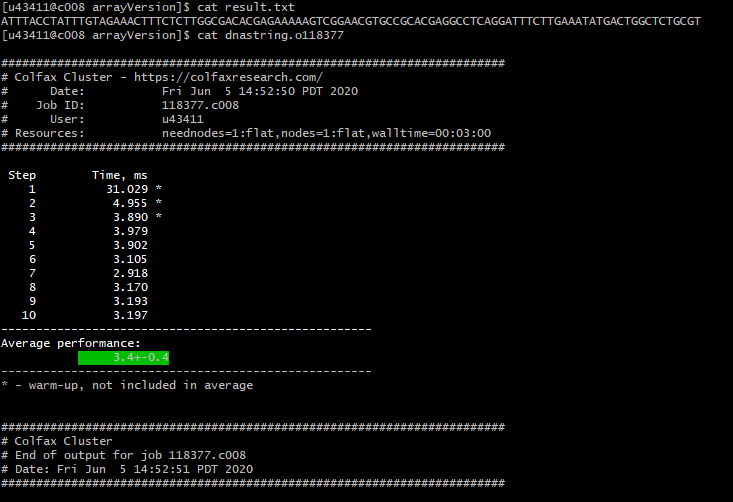 [u43411@c008 arrayVersion]$ cat result.txt
ATTTACCTATTTGTAGAAACTTTCTCTTGGCGACACGAGAAAAAGTCGGAACGTGCCGCACGAGGCCTCAGGATTTCTTGAAATATGACTGGCTCTGCGT
[u43411@c008 arrayVersion]$ cat dnastring.o118377
########################################################################
# Colfax Cluster - https://colfaxresearch.com/
#      Date:           Fri Jun  5 14:52:50 PDT 2020
#    Job ID:           118377.c008
#      User:           u43411
# Resources:           neednodes=1:flat,nodes=1:flat,walltime=00:03:00
########################################################################
 Step        Time, ms
    1          31.029 *
    2           4.955 *
    3           3.890 *
    4           3.979
    5           3.902
    6           3.105
    7           2.918
    8           3.170
    9           3.193
   10           3.197
-----------------------------------------------------
Average performance:
                3.4+-0.4
-----------------------------------------------------
* - warm-up, not included in average
########################################################################
# Colfax Cluster
# End of output for job 118377.c008
# Date: Fri Jun  5 14:52:51 PDT 2020
########################################################################